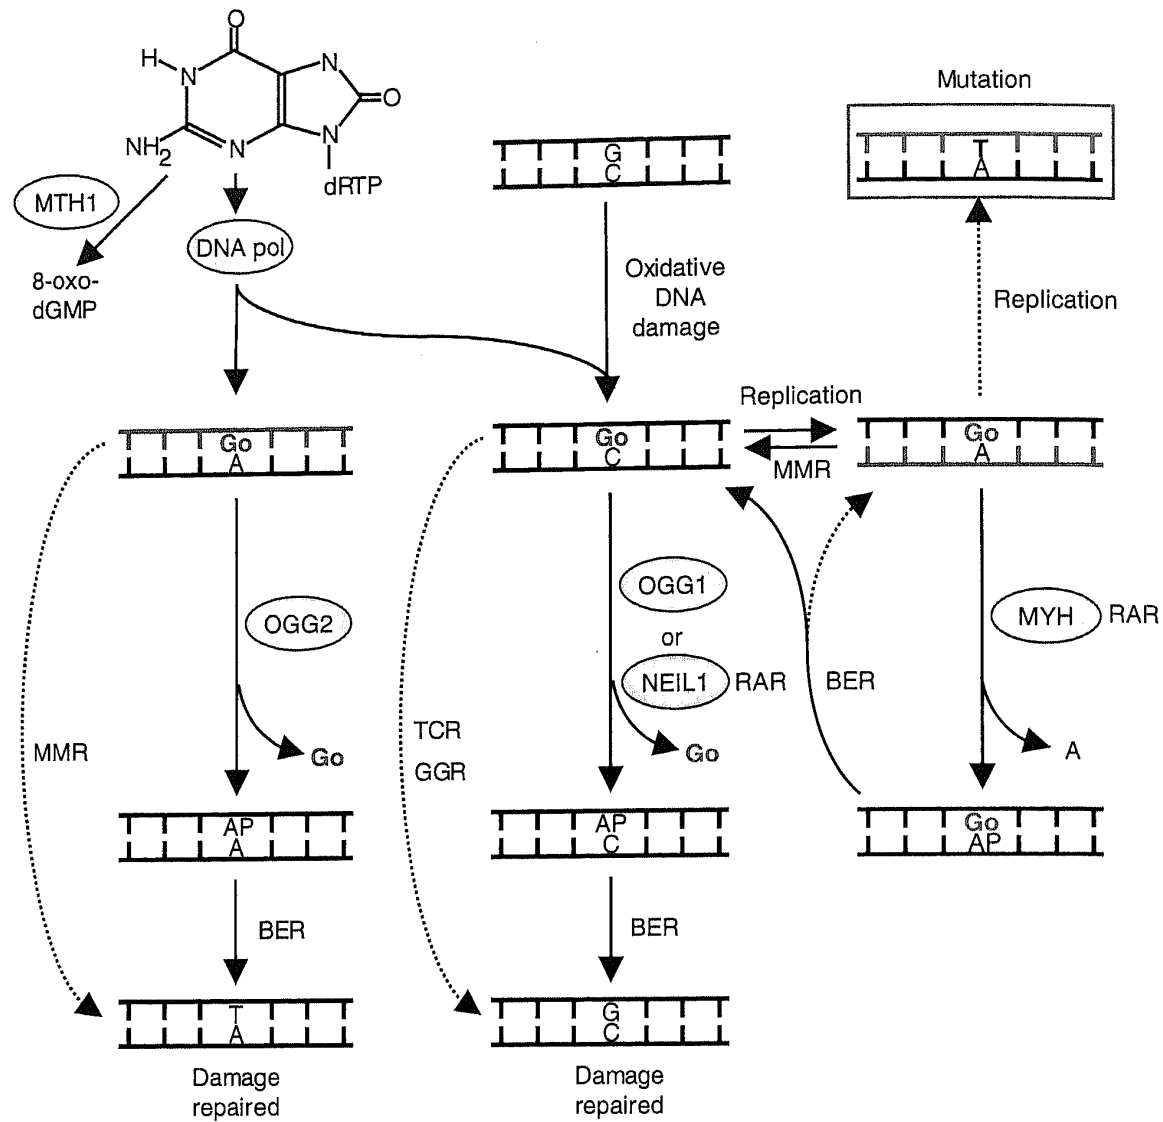 O
H
N
N
O
NH2
N
N
dRTP
MTH1
DNA pol
8-oxo-
dGMP
G
C
Oxidative
DNA
damage
Mutation
T
A
Replication
Go
A
Go
C
Replication
MMR
Go
A
OGG2
OGG1
or
NEIL1 RAR
BER
MYH RAR
MMR
TCR
GGR
Go
Go
A
AP
A
AP
C
Go
AP
BER
BER
T
A
G
C
Damage
repaired
Damage
repaired